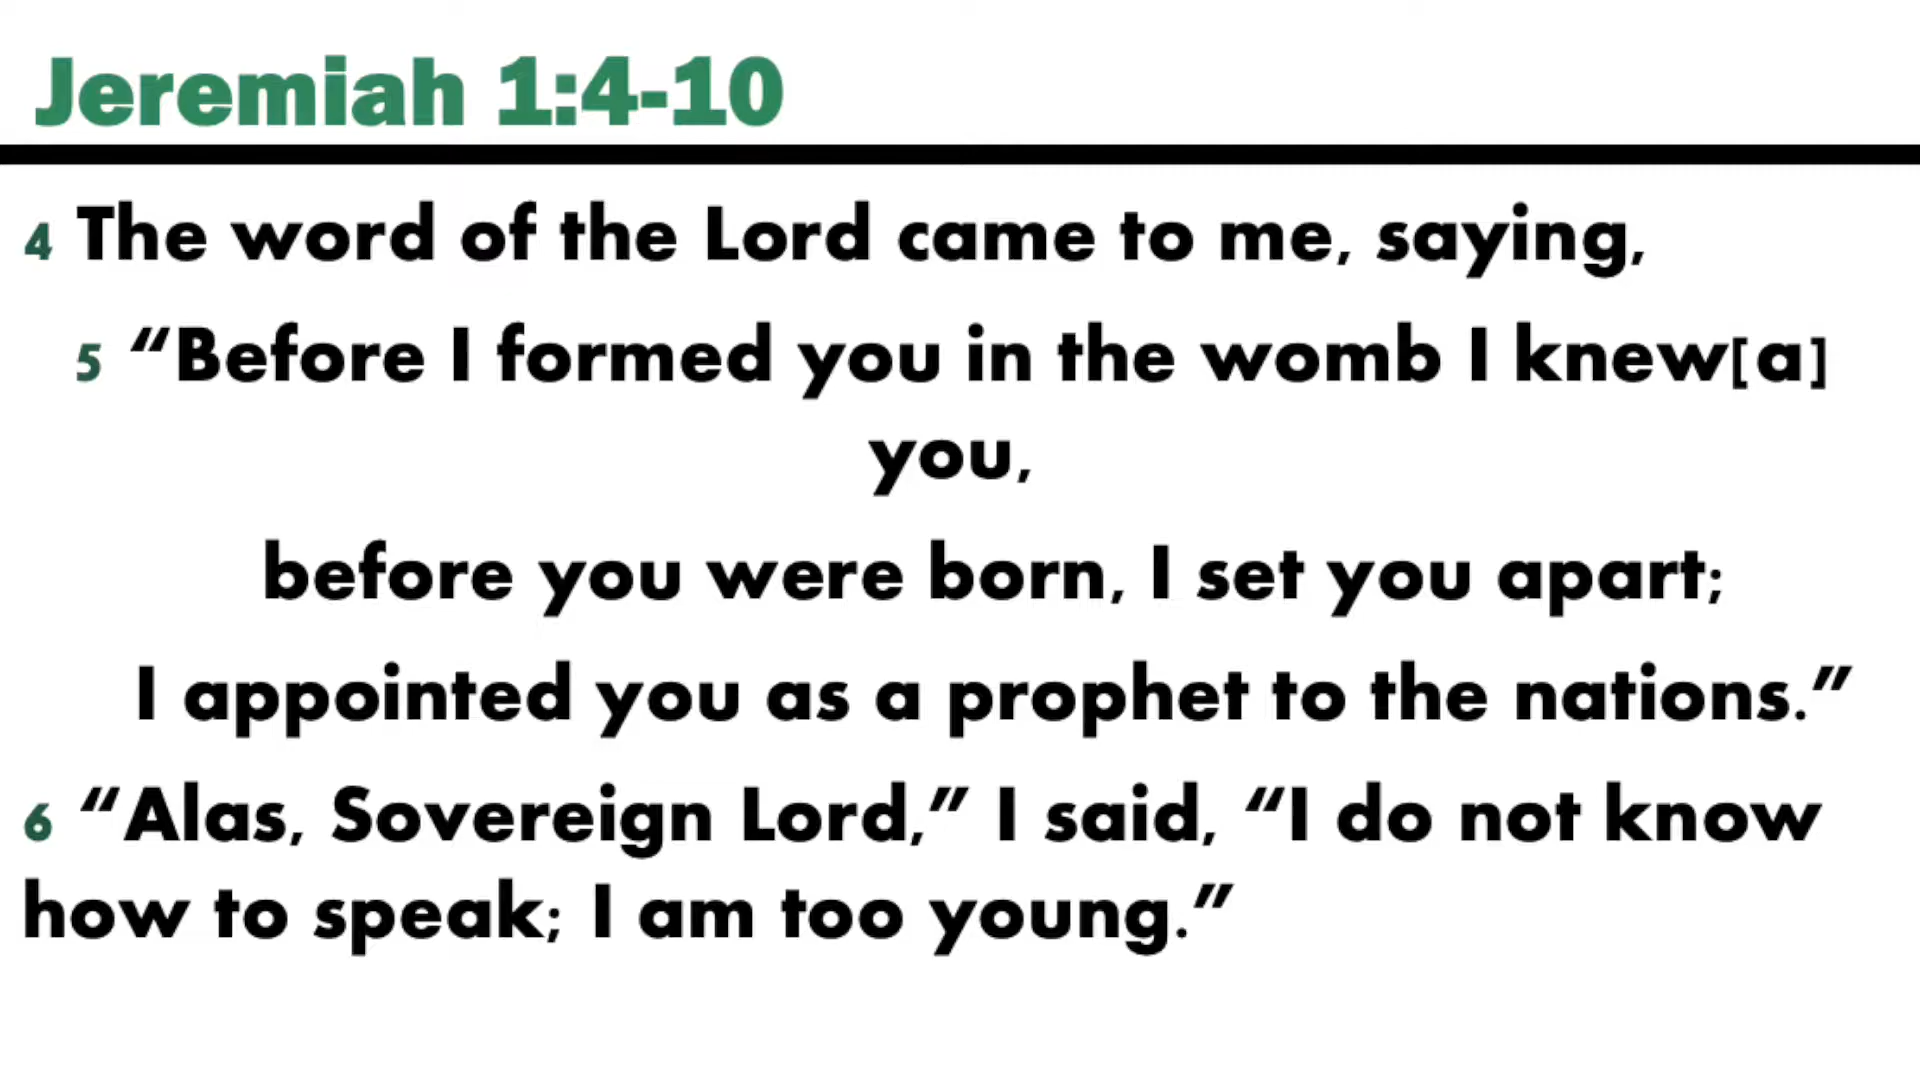 Jeremiah 1:4-10
4 The word of the Lord came to me, saying,
5 “Before I formed you in the womb I knew[a]
you,
before you were born, I set you apart;
I appointed you as a prophet to the nations.”
6 “Alas, Sovereign Lord,” I said, “I do not know
how to speak; I am too young.”